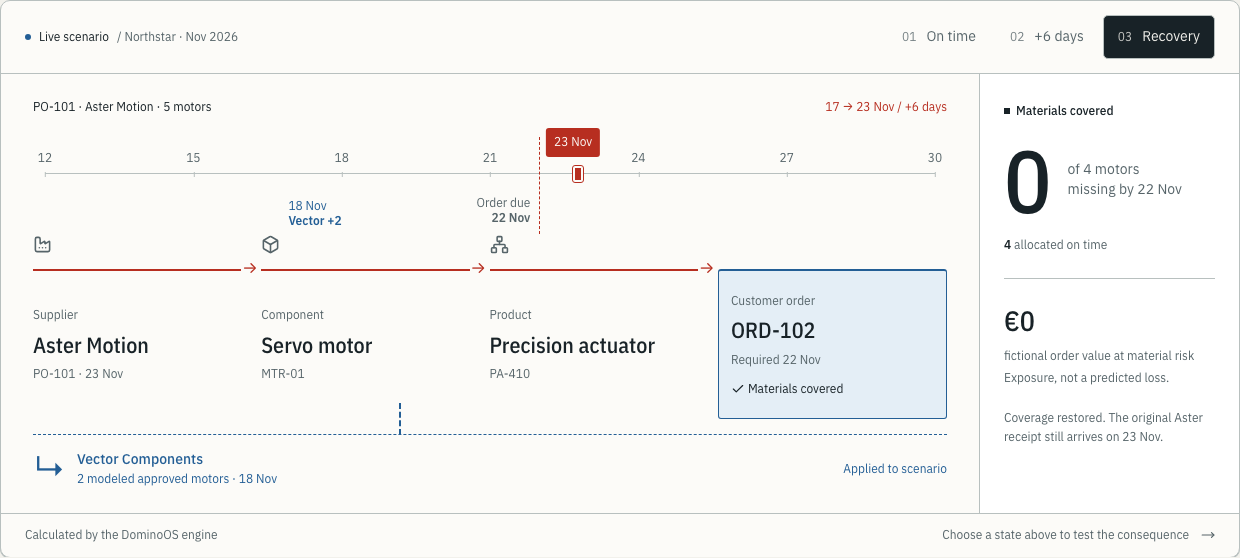 Live scenario / Northstar · Nov 2026
01 On time
02 +6 days
03 Recovery
PO-101 · Aster Motion · 5 motors
17 → 23 Nov / +6 days
23 Nov
12 15 18 21 24 27 30
18 Nov
Vector +2
Order due
22 Nov
Supplier
Aster Motion
PO-101 · 23 Nov
Component
Servo motor
MTR-01
Product
Precision actuator
PA-410
Customer order
ORD-102
Required 22 Nov
✓ Materials covered
Vector Components
2 modeled approved motors · 18 Nov
Applied to scenario
Materials covered
0 of 4 motors
missing by 22 Nov
4 allocated on time
€0
fictional order value at material risk
Exposure, not a predicted loss.
Coverage restored. The original Aster
receipt still arrives on 23 Nov.
Calculated by the DominoOS engine
Choose a state above to test the consequence →